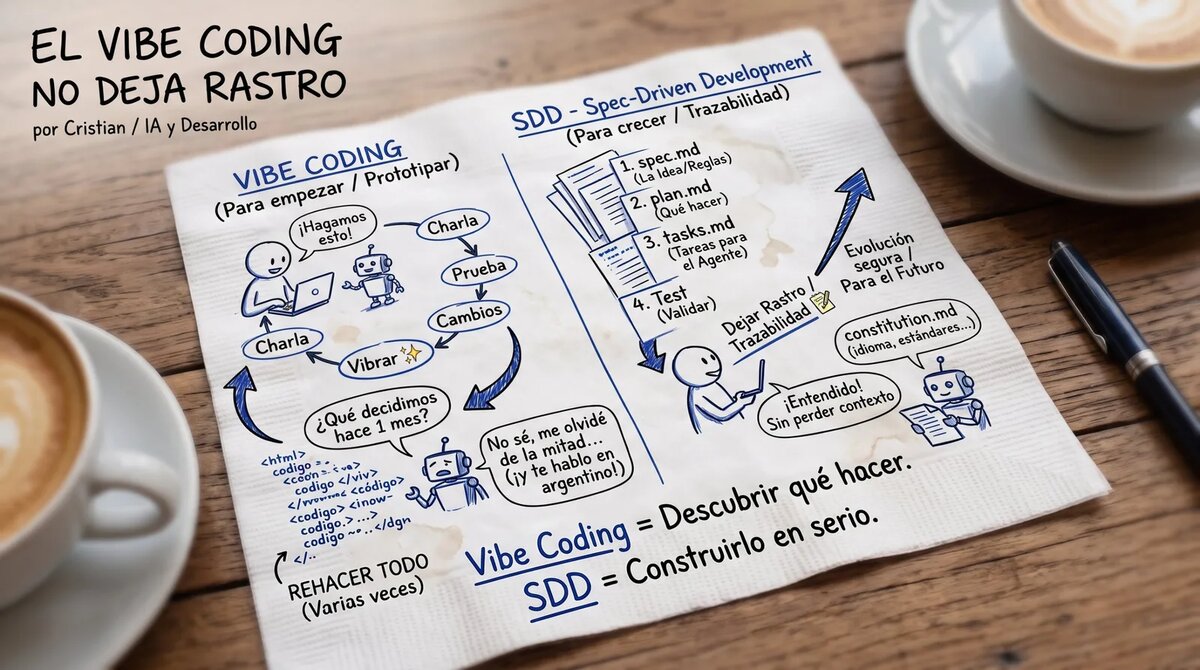 EL VIBE CODING
NO DEJA RASTRO
por Cristian / IA y Desarrollo
VIBE CODING
(Para empezar / Prototipar)
¡Hagamos
esto!
Charla
Prueba
Cambios
Vibrar
Charla
¿Qué decidimos
hace 1 mes?
No sé, me olvidé
de la mitad...
(¡y te hablo en
argentino!)
<html>
codigo
codigo </viv>
<código>
<codigo>
codigo.> ...>
codigo
</..
REHACER TODO
(Varias veces)
SDD - Spec-Driven Development
(Para crecer / Trazabilidad)
1. spec.md
(La Idea/Reglas)
2. plan.md
(Qué hacer)
3. tasks.md
(Tareas para
el Agente)
4. Test
(Validar)
Dejar Rastro
Trazabilidad
Evolución
segura /
Para el Futuro
constitution.md
(idioma, estándares...)
¡Entendido!
Sin perder contexto
Vibe Coding = Descubrir qué hacer.
SDD = Construirlo en serio.